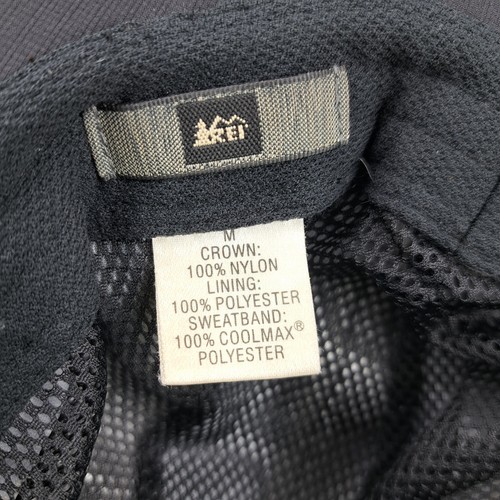 REI
M
CROWN:
100% NYLON
LINING:
100% POLYESTER
SWEATBAND:
100% COOLMAX®
POLYESTER